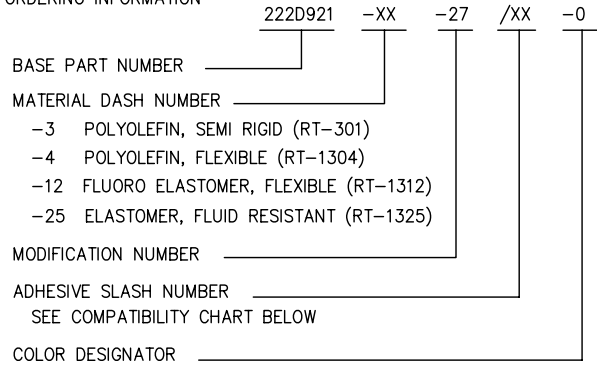 ORDERING INFORMATION
222D921 -XX -27 /XX -0
BASE PART NUMBER
MATERIAL DASH NUMBER
-3 POLYOLEFIN, SEMI RIGID (RT-301)
-4 POLYOLEFIN, FLEXIBLE (RT-1304)
-12 FLUORO ELASTOMER, FLEXIBLE (RT-1312)
-25 ELASTOMER, FLUID RESISTANT (RT-1325)
MODIFICATION NUMBER
ADHESIVE SLASH NUMBER
SEE COMPATIBILITY CHART BELOW
COLOR DESIGNATOR